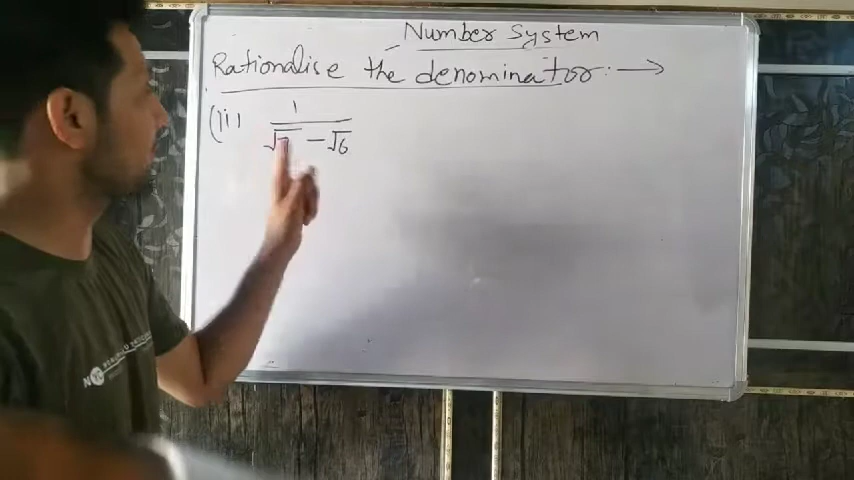 Number System
Rationalise the denominator:→
(ii) 1
√7 - √6